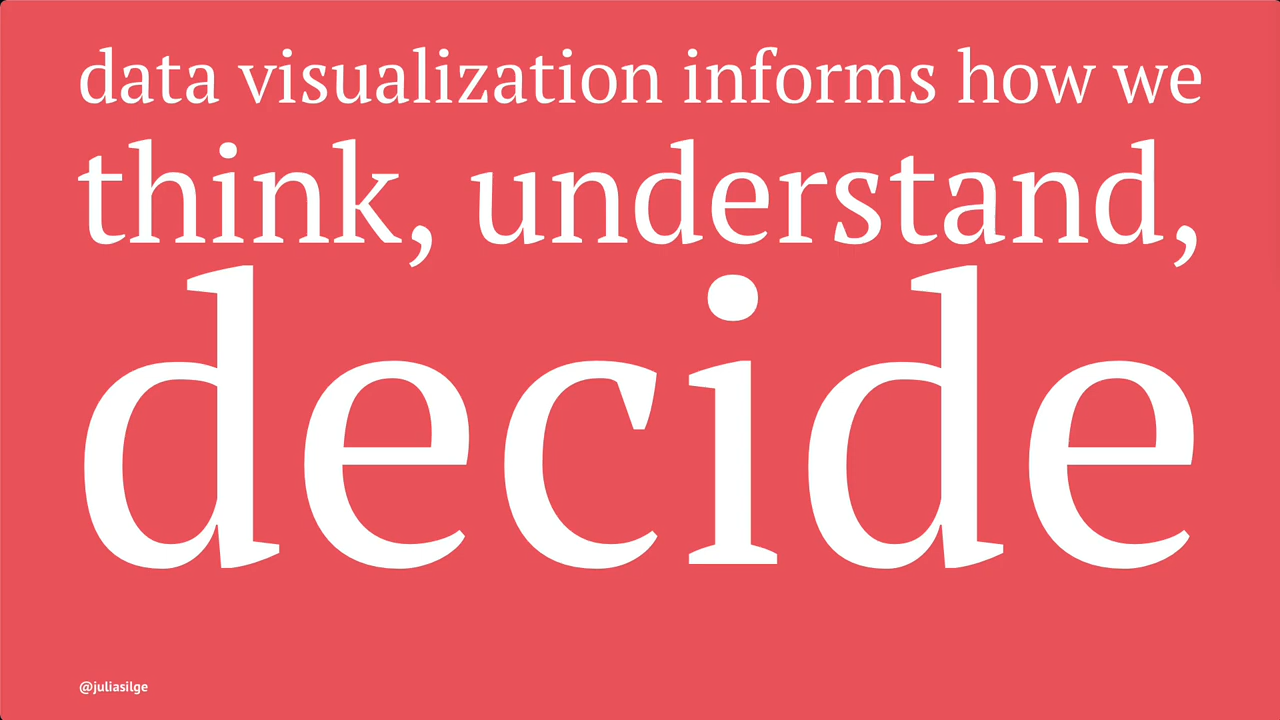 data visualization informs how we
think, understand,
decide
@juliasilge